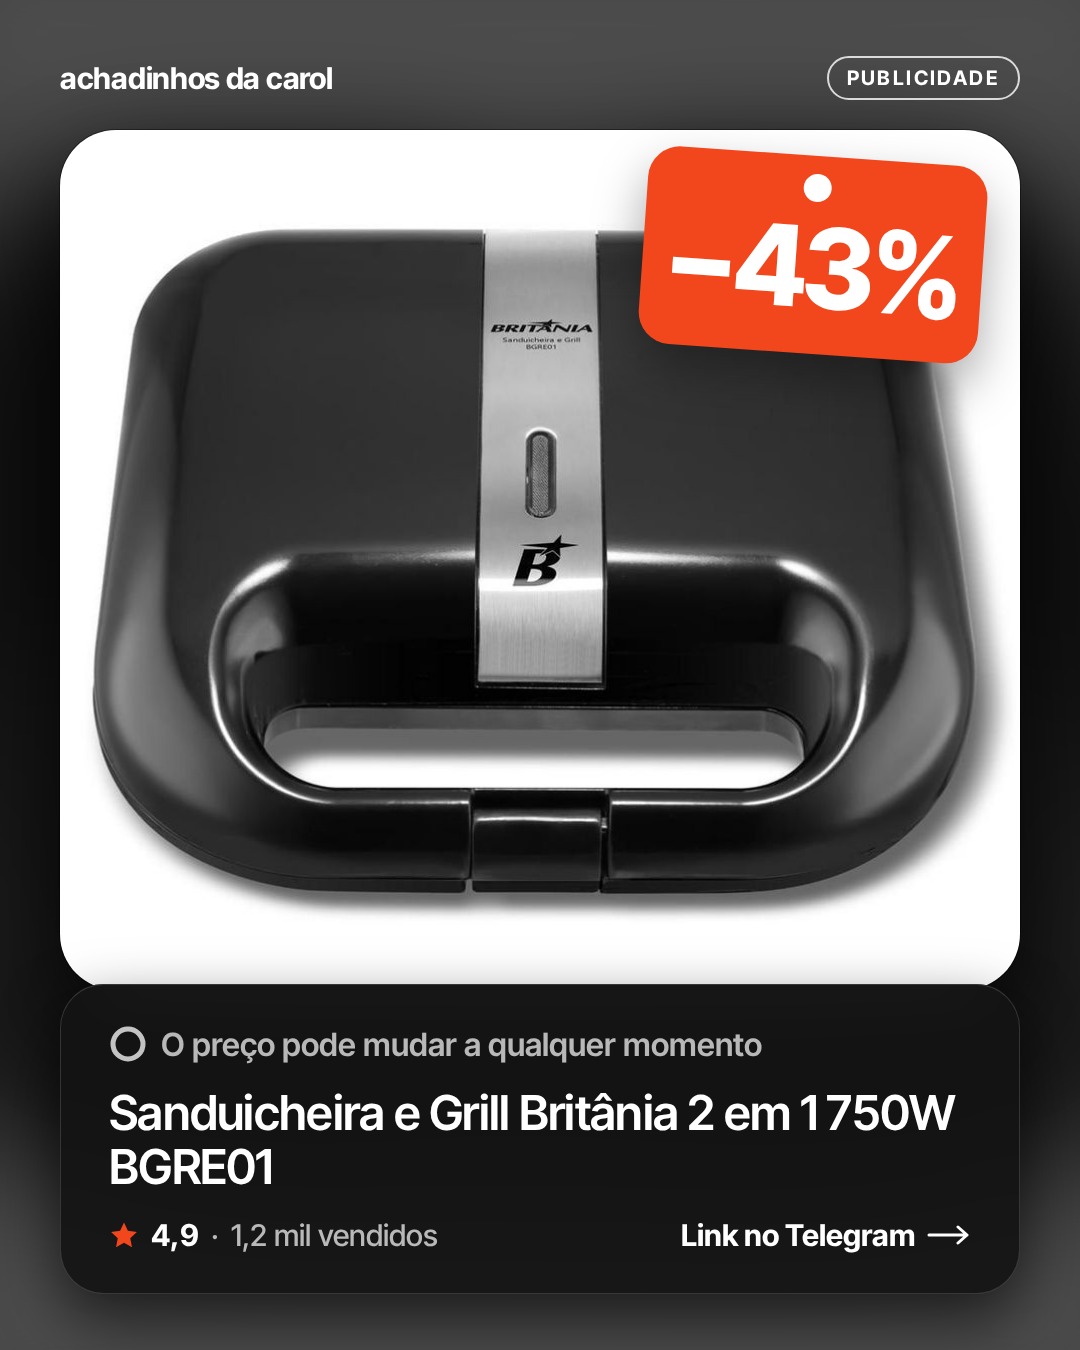 achadinhos da carol
PUBLICIDADE
–43%
BRITANIA
Sanduicheira e Grill
BGRE01
B
O preço pode mudar a qualquer momento
Sanduicheira e Grill Britânia 2 em 1 750W
BGRE01
4,9 · 1,2 mil vendidos
Link no Telegram →